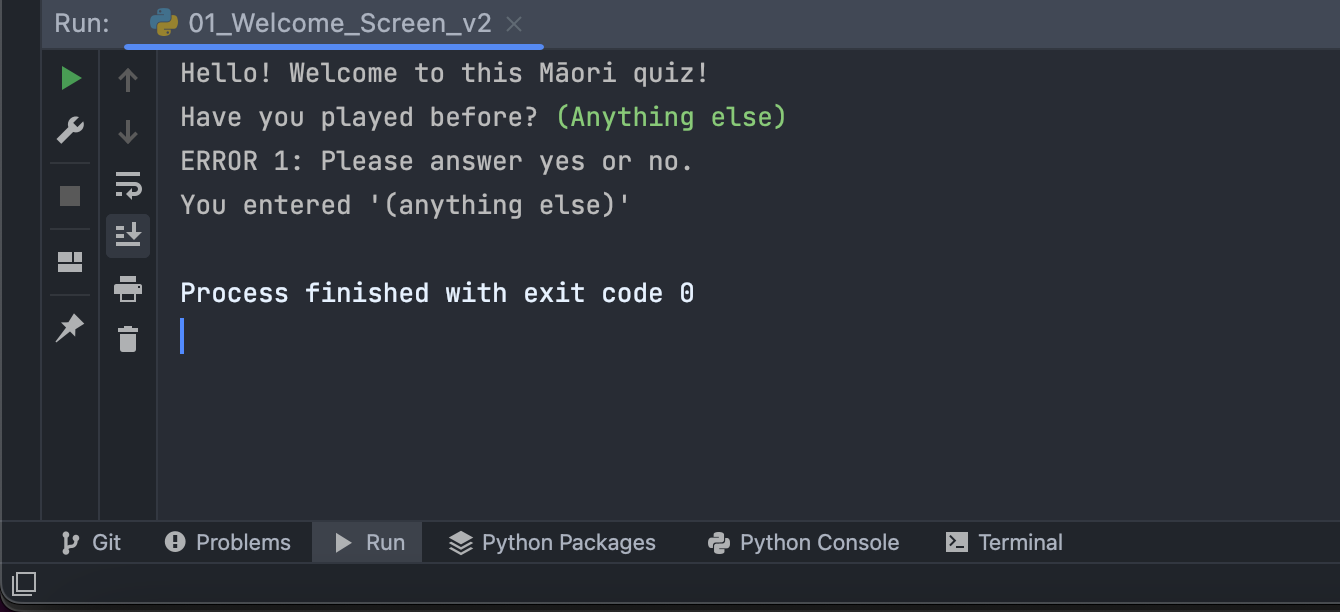 Run: 01_Welcome_Screen_v2
Hello! Welcome to this Māori quiz!
Have you played before? (Anything else)
ERROR 1: Please answer yes or no.
You entered '(anything else)'
Process finished with exit code 0
Git Problems Run Python Packages Python Console Terminal